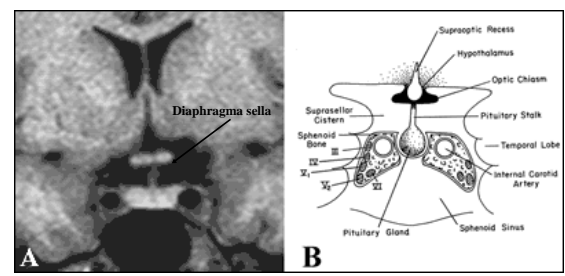 Diaphragma sella
A
Supraoptic Recess
Hypothalamus
Optic Chiasm
Suprasellar
Cistern
Pituitary Stalk
Sphenoid
Bone
III
IV
V1
V2
VI
Temporal Lobe
Internal Carotid
Artery
Pituitary Gland
Sphenoid Sinus
B